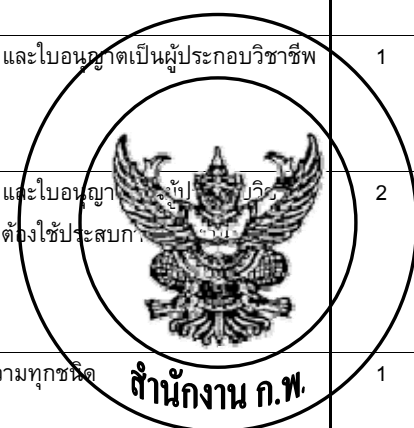 และใบอนุญาตเป็นผู้ประกอบวิชาชีพ 1
และใบอนุญา 2
ต้องใช้ประสบกา
ามทุกชนิด 1
สำนักงาน ก.พ.